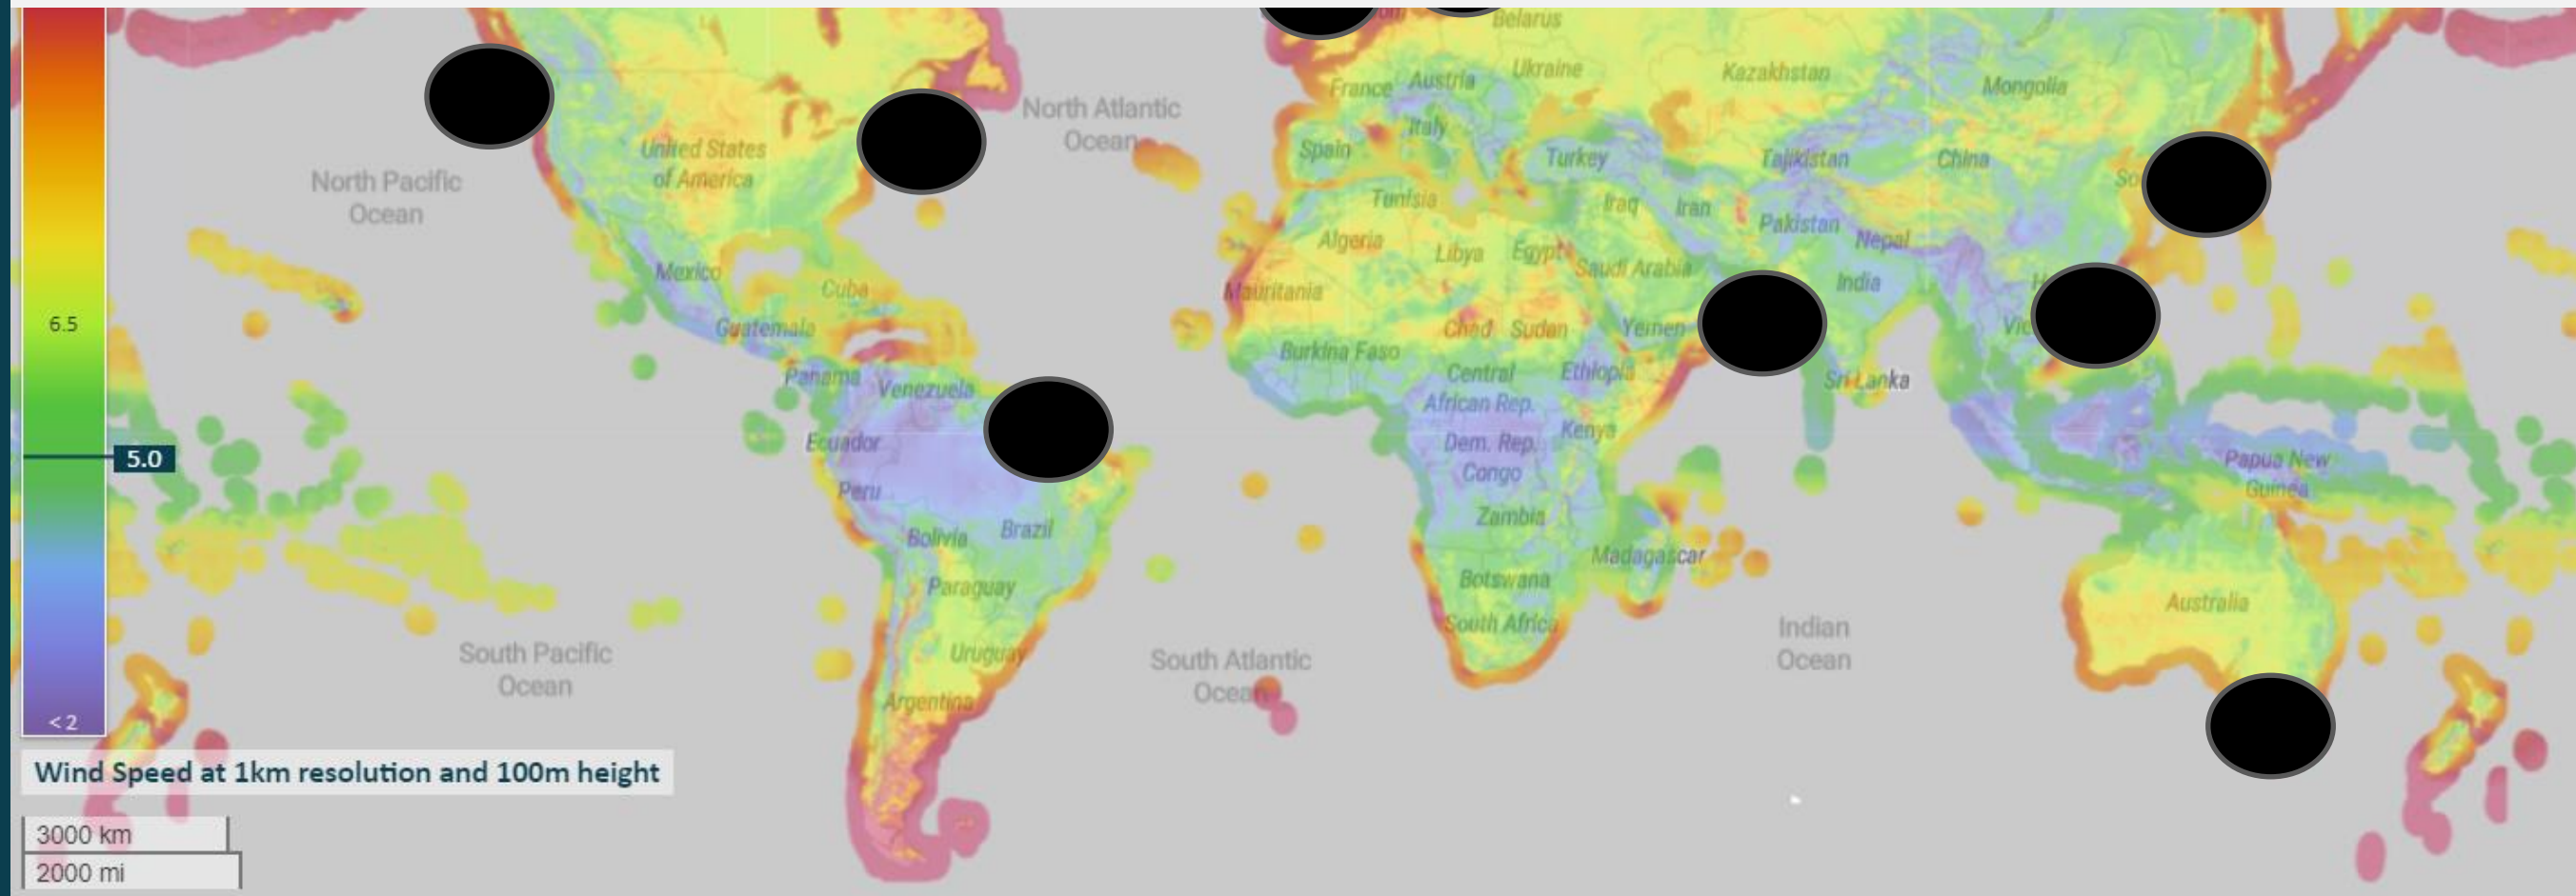 Belarus
Ukraine
Kazakhstan
Mongolia
France
Austria
North Atlantic
Ocean
Italy
Spain
Turkey
Tajikistan
China
United States
of America
North Pacific
Ocean
Tunisia
Iraq
Iran
Pakistan
Nepal
Algeria
Libya
Egypt
Saudi Arabia
India
Mexico
Cuba
Mauritania
6.5
Guatemala
Chad
Sudan
Yemen
Burkina Faso
Panama
Venezuela
Central
African Rep.
Ethiopia
Sri Lanka
Ecuador
Dem. Rep.
Congo
Kenya
5.0
Papua New
Guinea
Peru
Bolivia
Brazil
Zambia
Madagascar
Paraguay
Botswana
Australia
South Africa
South Pacific
Ocean
Uruguay
South Atlantic
Ocean
Indian
Ocean
Argentina
< 2
Wind Speed at 1km resolution and 100m height
3000 km
2000 mi